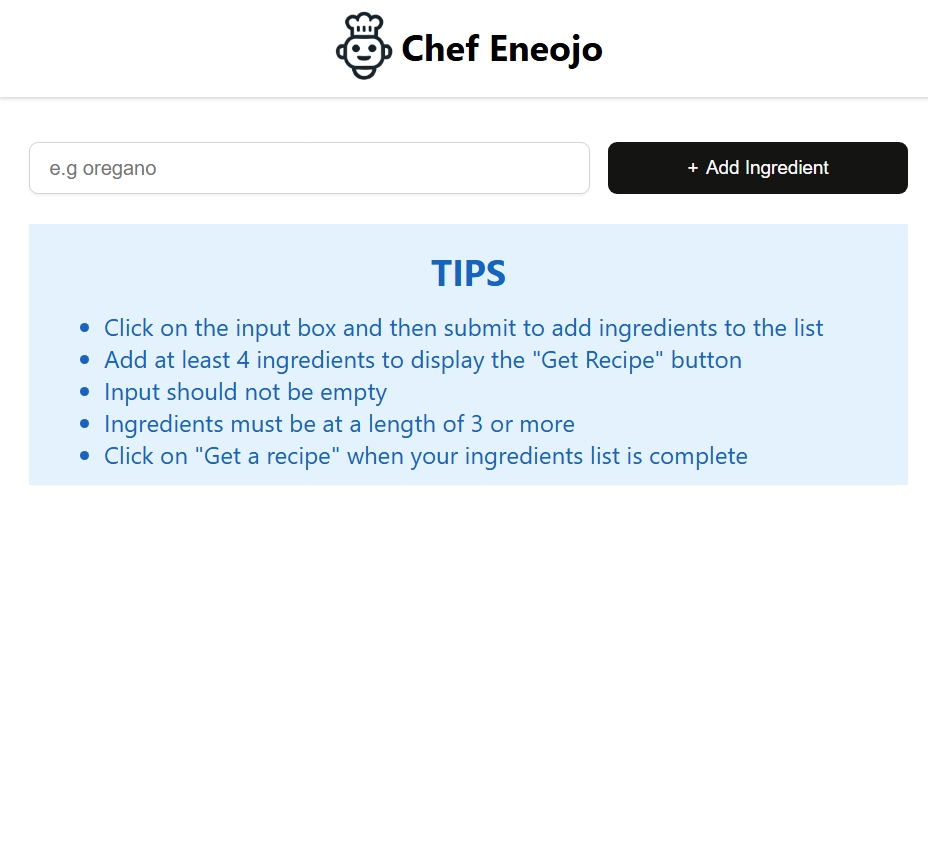 Chef Eneojo
e.g oregano
+ Add Ingredient
TIPS
Click on the input box and then submit to add ingredients to the list
Add at least 4 ingredients to display the "Get Recipe" button
Input should not be empty
Ingredients must be at a length of 3 or more
Click on "Get a recipe" when your ingredients list is complete